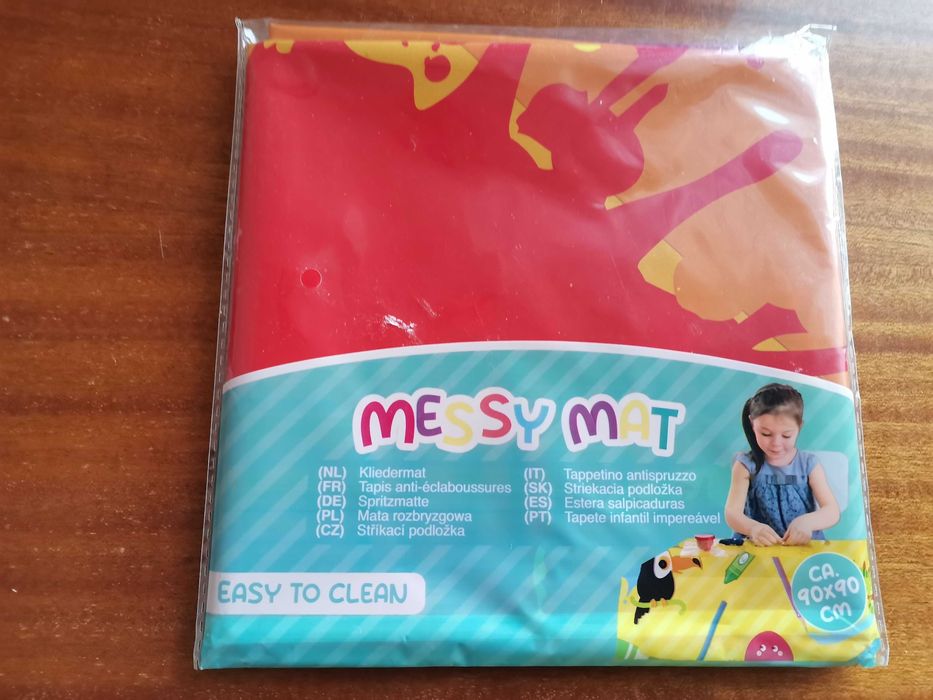 MESSY MAT
(NL) Kliedermat
(FR) Tapis anti-éclaboussures
(DE) Spritzmatte
(PL) Mata rozbryzgowa
(CZ) Stříkací podložka
(IT) Tappetino antispruzzo
(SK) Striekacia podložka
(ES) Estera salpicaduras
(PT) Tapete infantil impereável
EASY TO CLEAN
CA.
90X90
CM